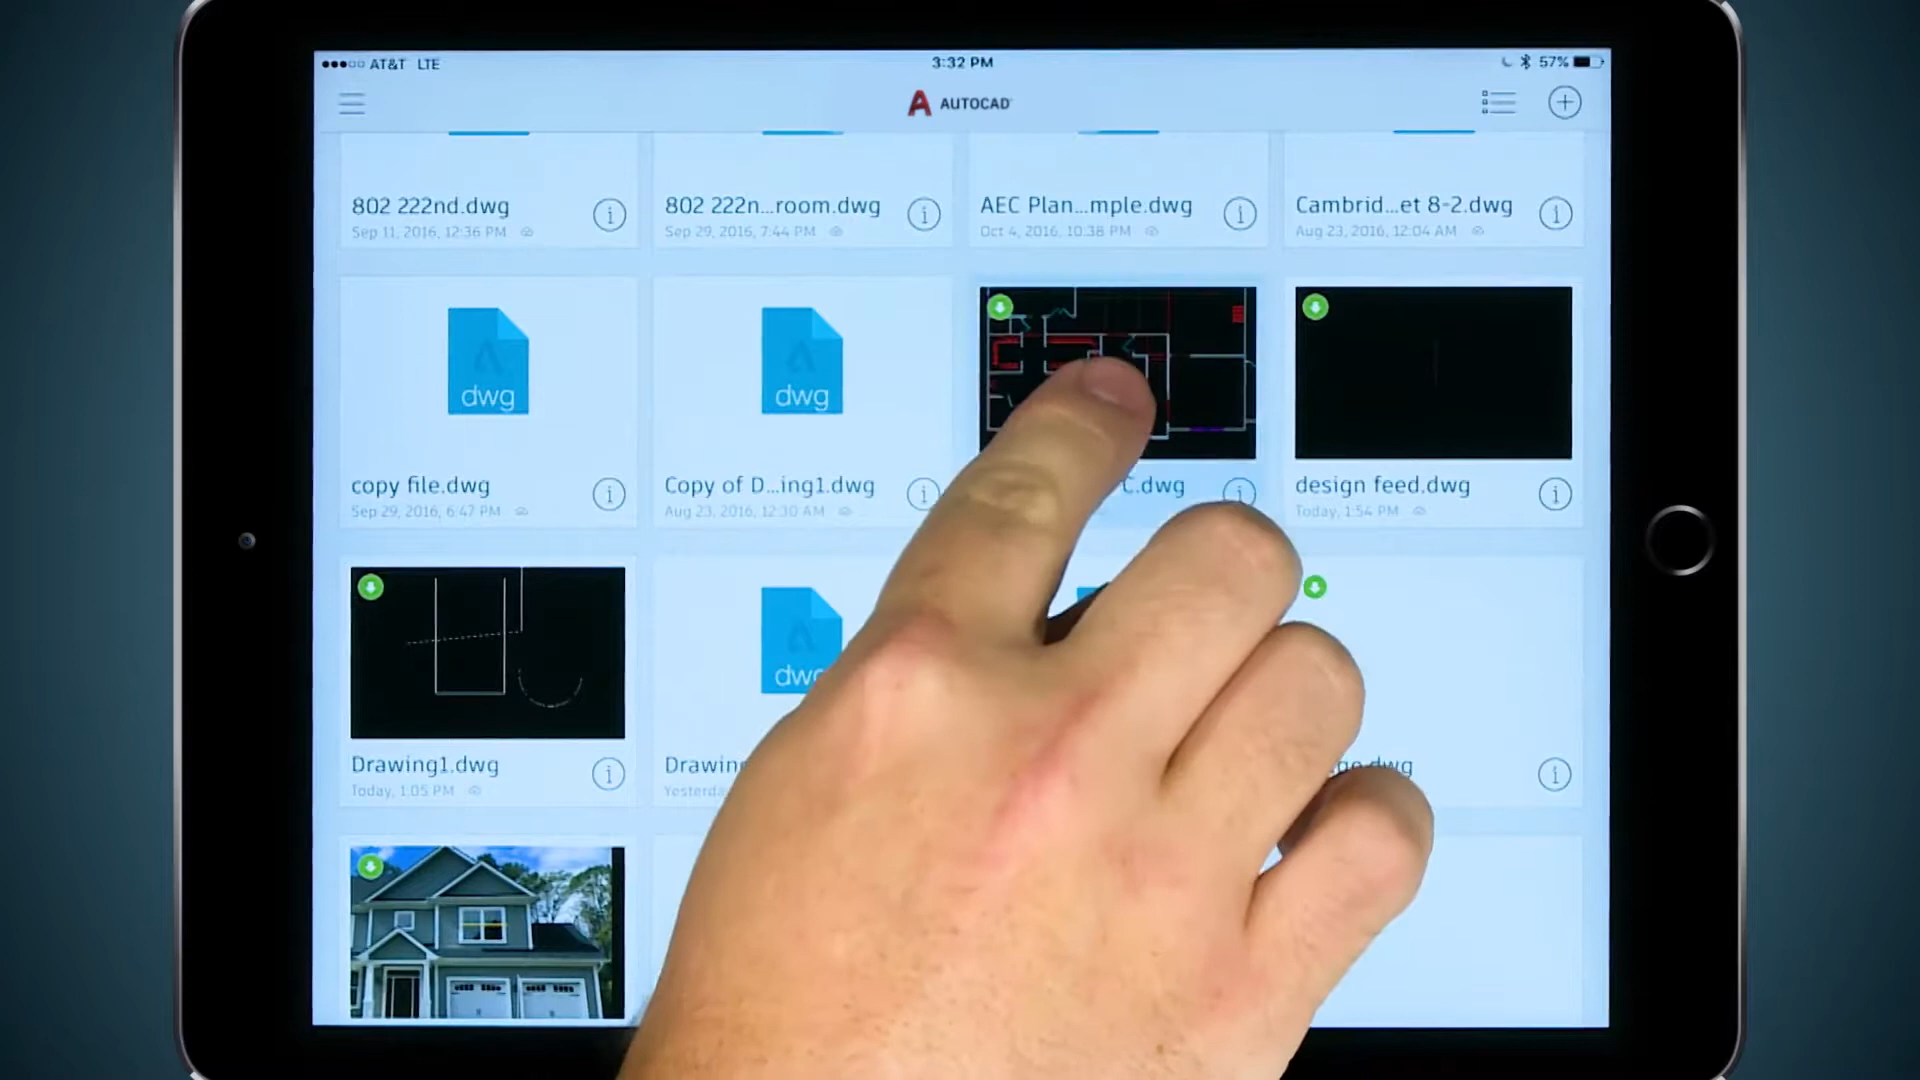 AT&T LTE
3:32 PM
57%
A AUTOCAD
802 222nd.dwg
Sep 11, 2016, 12:36 PM
802 222n...room.dwg
Sep 29, 2016, 7:44 PM
AEC Plan...mple.dwg
Oct 4, 2016, 10:38 PM
Cambrid...et 8-2.dwg
Aug 23, 2016, 12:04 AM
dwg
copy file.dwg
Sep 29, 2016, 6:47 PM
dwg
Copy of D...ing1.dwg
Aug 23, 2016, 12:30 AM
C.dwg
design feed.dwg
Today, 1:54 PM
Drawing1.dwg
Today, 1:05 PM
dwg
Drawing
Yesterda
.dwg